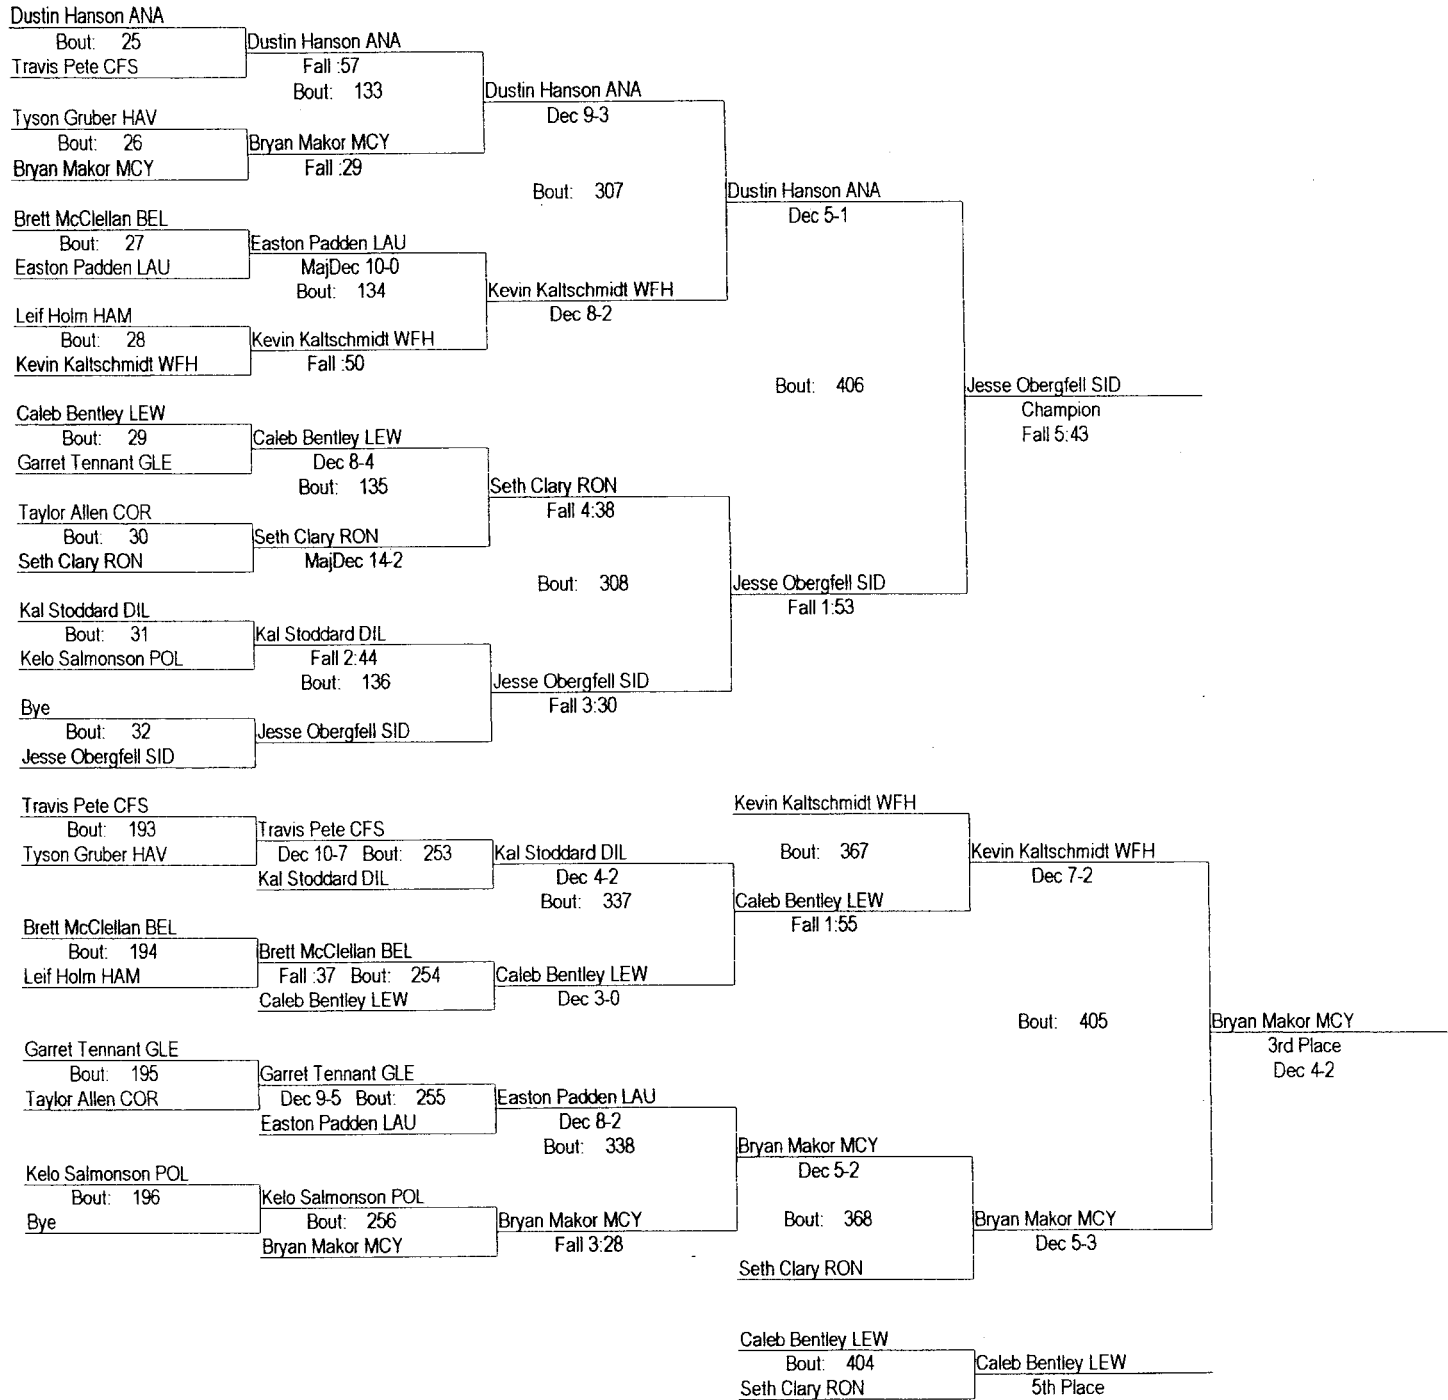 Dustin Hanson ANA
Bout: 25
Travis Pete CFS
Dustin Hanson ANA
Fall :57
Bout: 133
Tyson Gruber HAV
Bout: 26
Bryan Makor MCY
Bryan Makor MCY
Fall :29
Dustin Hanson ANA
Dec 9-3
Bout: 307
Brett McClellan BEL
Bout: 27
Easton Padden LAU
Easton Padden LAU
MajDec 10-0
Bout: 134
Leif Holm HAM
Bout: 28
Kevin Kaltschmidt WFH
Kevin Kaltschmidt WFH
Fall :50
Kevin Kaltschmidt WFH
Dec 8-2
Dustin Hanson ANA
Dec 5-1
Bout: 406
Jesse Obergfell SID
Champion
Fall 5:43
Caleb Bentley LEW
Bout: 29
Garret Tennant GLE
Caleb Bentley LEW
Dec 8-4
Bout: 135
Taylor Allen COR
Bout: 30
Seth Clary RON
Seth Clary RON
MajDec 14-2
Seth Clary RON
Fall 4:38
Bout: 308
Jesse Obergfell SID
Fall 1:53
Kal Stoddard DIL
Bout: 31
Kelo Salmonson POL
Kal Stoddard DIL
Fall 2:44
Bout: 136
Bye
Bout: 32
Jesse Obergfell SID
Jesse Obergfell SID
Jesse Obergfell SID
Fall 3:30
Travis Pete CFS
Bout: 193
Tyson Gruber HAV
Travis Pete CFS
Dec 10-7 Bout: 253
Kal Stoddard DIL
Kal Stoddard DIL
Dec 4-2
Bout: 337
Brett McClellan BEL
Bout: 194
Leif Holm HAM
Brett McClellan BEL
Fall :37 Bout: 254
Caleb Bentley LEW
Caleb Bentley LEW
Dec 3-0
Kevin Kaltschmidt WFH
Bout: 367
Caleb Bentley LEW
Fall 1:55
Kevin Kaltschmidt WFH
Dec 7-2
Bout: 405
Bryan Makor MCY
3rd Place
Dec 4-2
Garret Tennant GLE
Bout: 195
Taylor Allen COR
Garret Tennant GLE
Dec 9-5 Bout: 255
Easton Padden LAU
Easton Padden LAU
Dec 8-2
Bout: 338
Kelo Salmonson POL
Bout: 196
Bye
Kelo Salmonson POL
Bout: 256
Bryan Makor MCY
Bryan Makor MCY
Fall 3:28
Bryan Makor MCY
Dec 5-2
Bout: 368
Seth Clary RON
Bryan Makor MCY
Dec 5-3
Caleb Bentley LEW
Bout: 404
Seth Clary RON
Caleb Bentley LEW
5th Place